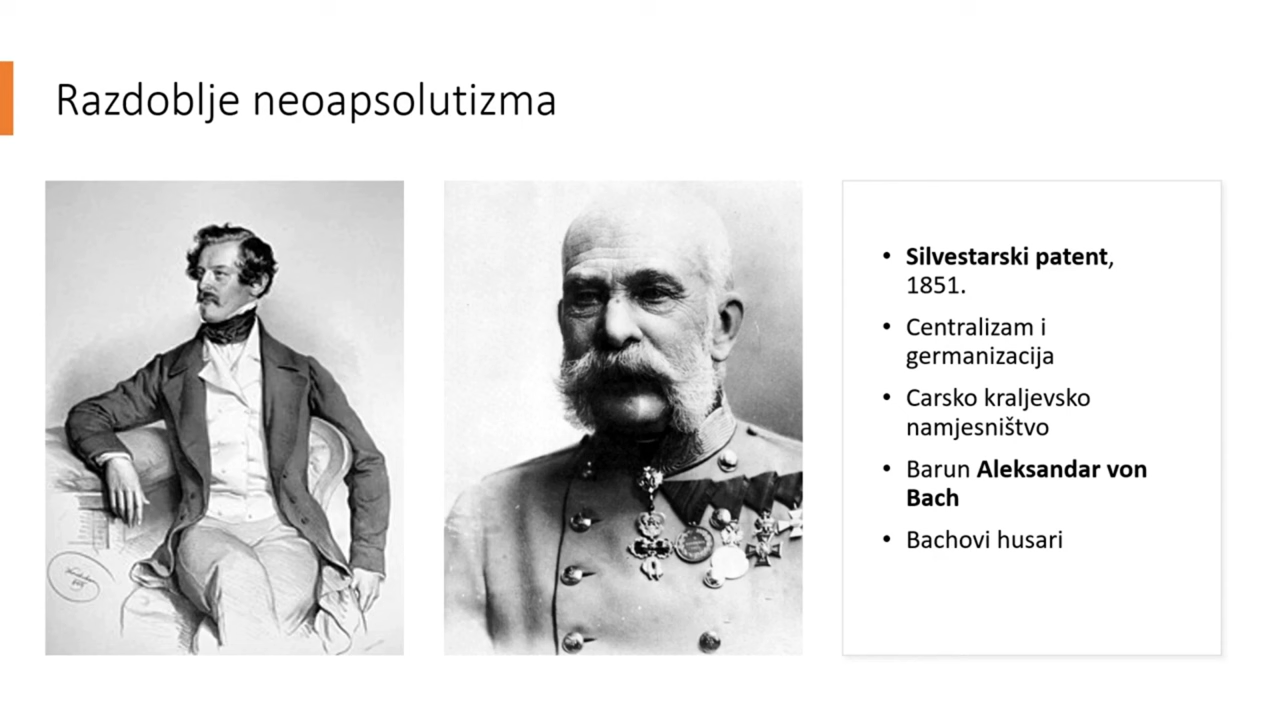 Razdoblje neoapsolutizma
• Silvestarski patent,
1851.
• Centralizam i
germanizacija
• Carsko kraljevsko
namjesništvo
• Barun Aleksandar von
Bach
• Bachovi husari